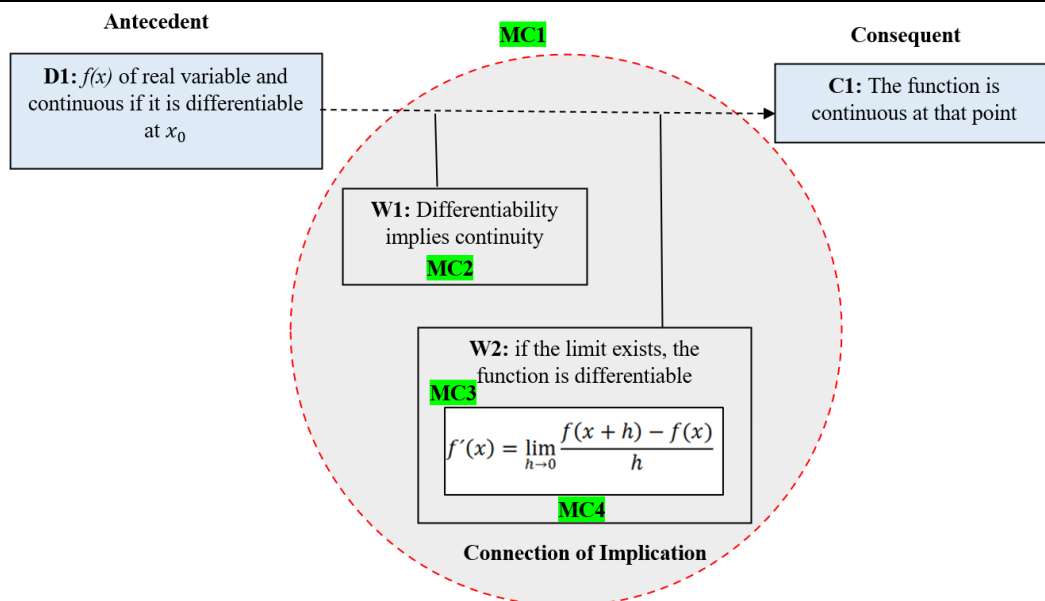 Antecedent
MC1
Consequent
D1: f(x) of real variable and
continuous if it is differentiable
at x₀
C1: The function is
continuous at that point
W1: Differentiability
implies continuity
MC2
W2: if the limit exists, the
function is differentiable
MC3
f´(x) = lim h→0 f(x + h) − f(x) / h
MC4
Connection of Implication